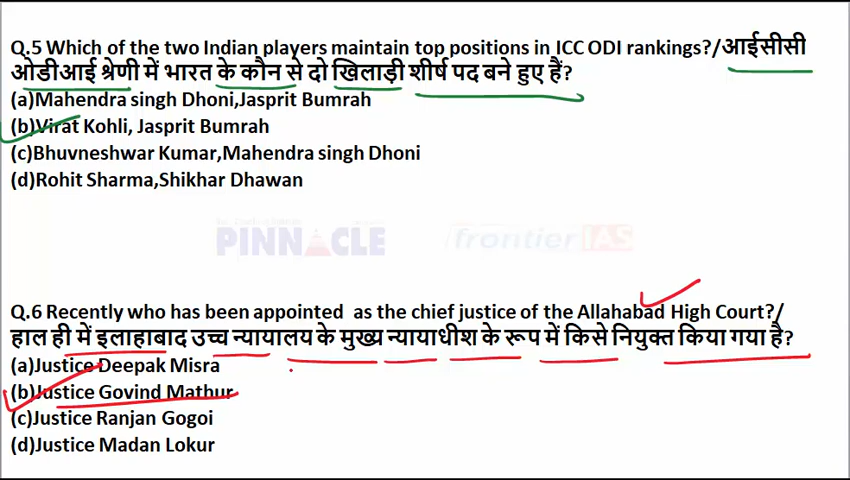 Q.5 Which of the two Indian players maintain top positions in ICC ODI rankings?/आईसीसी
ओडीआई श्रेणी में भारत के कौन से दो खिलाड़ी शीर्ष पद बने हुए हैं?
(a)Mahendra singh Dhoni,Jasprit Bumrah
(b)Virat Kohli, Jasprit Bumrah
(c)Bhuvneshwar Kumar,Mahendra singh Dhoni
(d)Rohit Sharma,Shikhar Dhawan
PINNACLE frontier IAS
Q.6 Recently who has been appointed as the chief justice of the Allahabad High Court?/
हाल ही में इलाहाबाद उच्च न्यायालय के मुख्य न्यायाधीश के रूप में किसे नियुक्त किया गया है?
(a)Justice Deepak Misra
(b)Justice Govind Mathur
(c)Justice Ranjan Gogoi
(d)Justice Madan Lokur